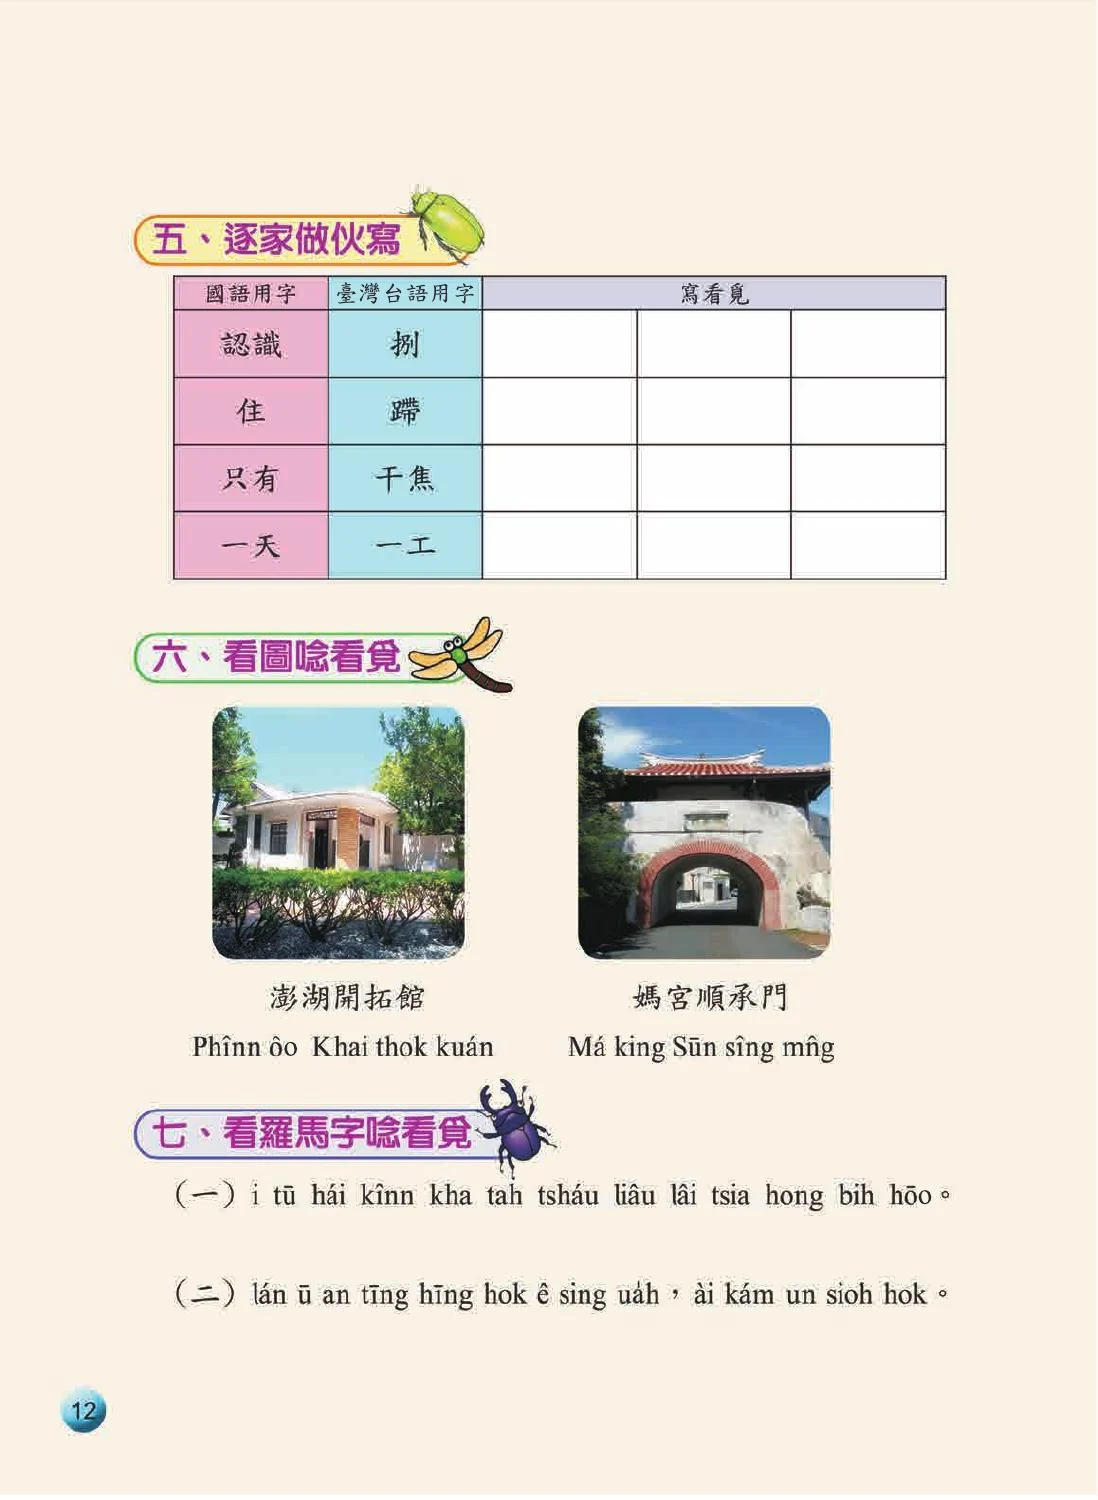 五、逐家做伙寫
國語用字 臺灣台語用字 寫看覓
認識 捌
住 蹛
只有 干焦
一天 一工
六、看圖唸看覓
澎湖開拓館 媽宮順承門
Phînn ôo Khai thok kuán Má king Sūn sîng mn̂g
七、看羅馬字唸看覓
（一）i tū hái kînn kha ta̍h tsháu liâu lâi tsia hong bih hōo。
（二）lán ū an tīng hīng hok ê sing ua̍h，ài kám un sioh hok。
12